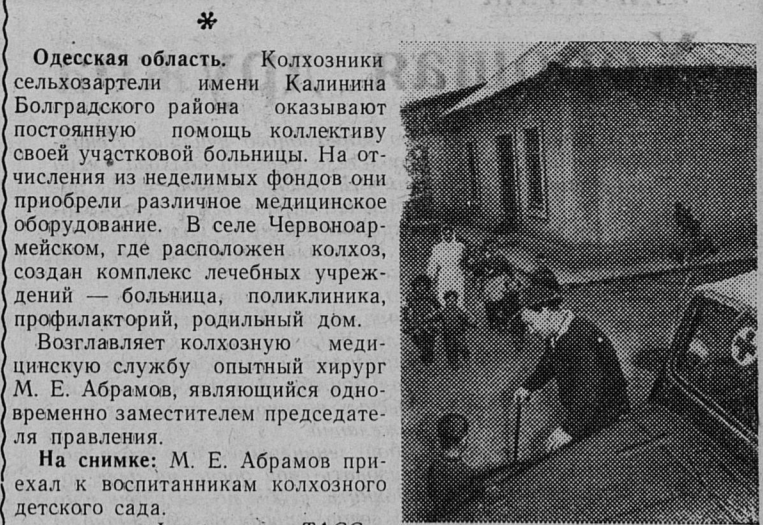 *
Одесская область. Колхозники
сельхозартели имени Калинина
Болградского района оказывают
постоянную помощь коллективу
своей участковой больницы. На от-
числения из неделимых фондов они
приобрели различное медицинское
оборудование. В селе Червоноар-
мейском, где расположен колхоз,
создан комплекс лечебных учреж-
дений — больница, поликлиника,
профилакторий, родильный дом.
Возглавляет колхозную меди-
цинскую службу опытный хирург
М. Е. Абрамов, являющийся одно-
временно заместителем председате-
ля правления.
На снимке: М. Е. Абрамов при-
ехал к воспитанникам колхозного
детского сада.
ТАСС